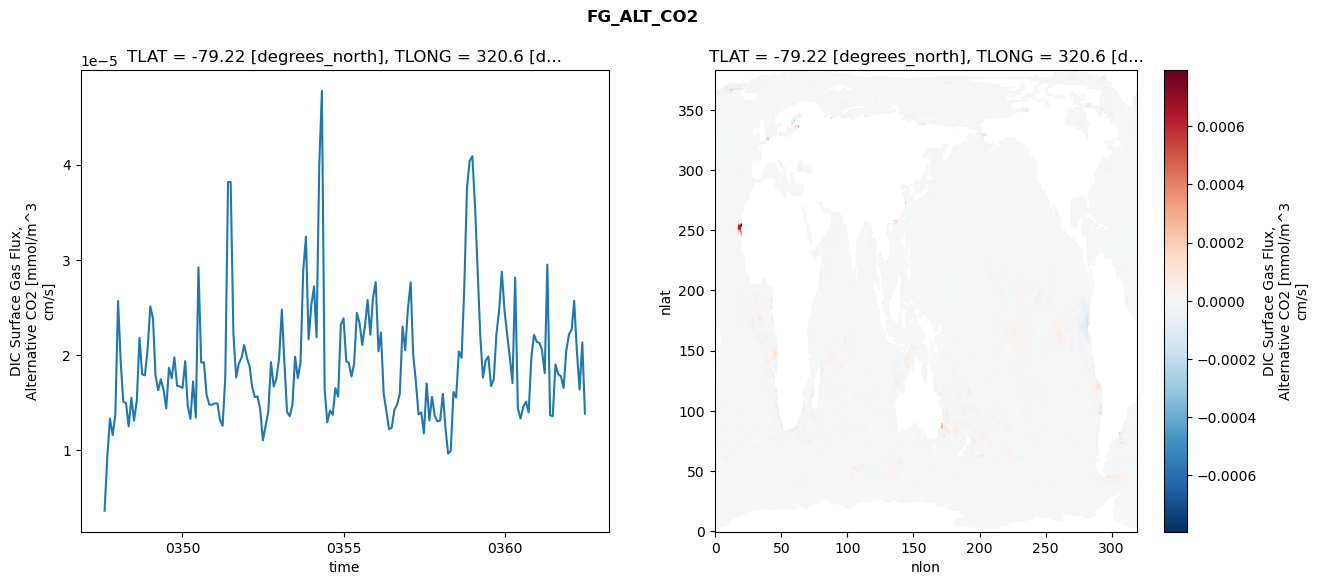 FG_ALT_CO2
TLAT = -79.22 [degrees_north], TLONG = 320.6 [d...
1e−5
4
3
2
1
DIC Surface Gas Flux,
Alternative CO2 [mmol/m^3
cm/s]
0350
0355
0360
time
TLAT = -79.22 [degrees_north], TLONG = 320.6 [d...
350
300
250
200
150
100
50
0
nlat
0
50
100
150
200
250
300
nlon
0.0006
0.0004
0.0002
0.0000
−0.0002
−0.0004
−0.0006
DIC Surface Gas Flux,
Alternative CO2 [mmol/m^3
cm/s]